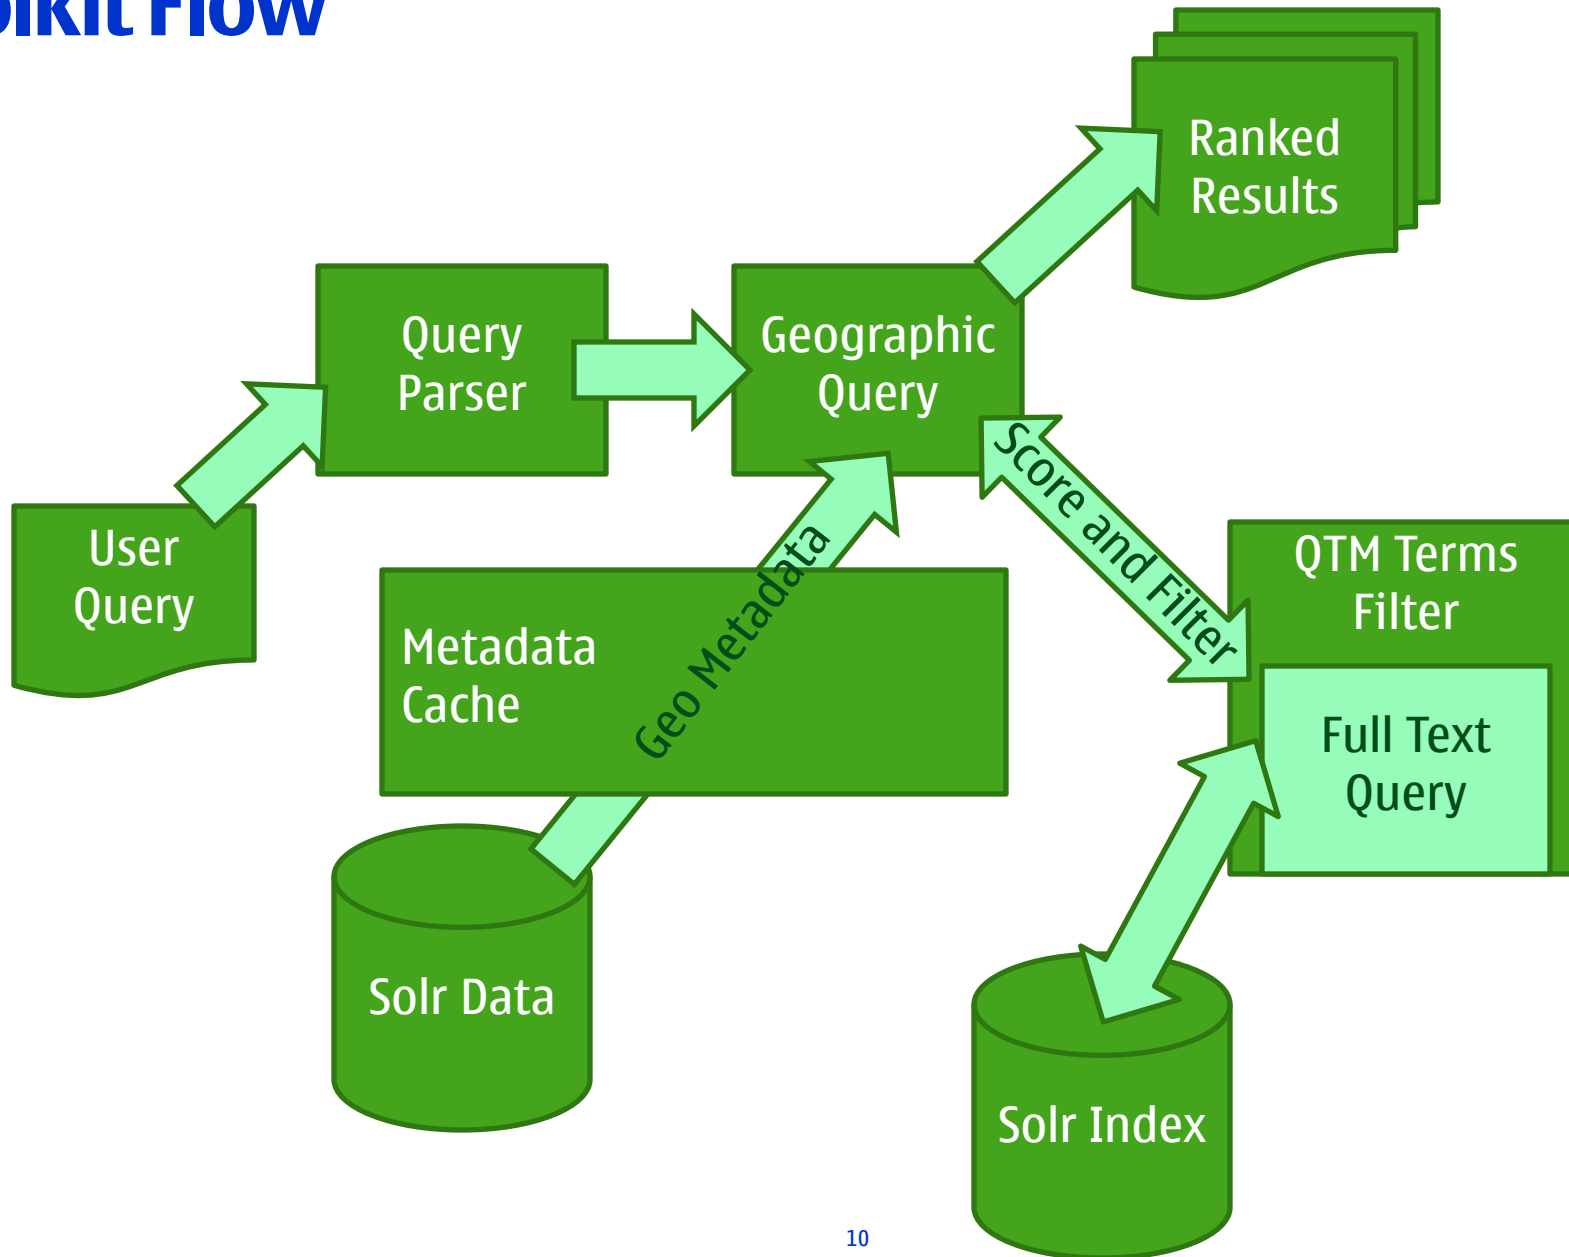 Flow
Ranked
Results
Query
Parser
Geographic
Query
Score and Filter
User
Query
QTM Terms
Filter
Metadata
Cache
Geo Metadata
Full Text
Query
Solr Data
Solr Index
10